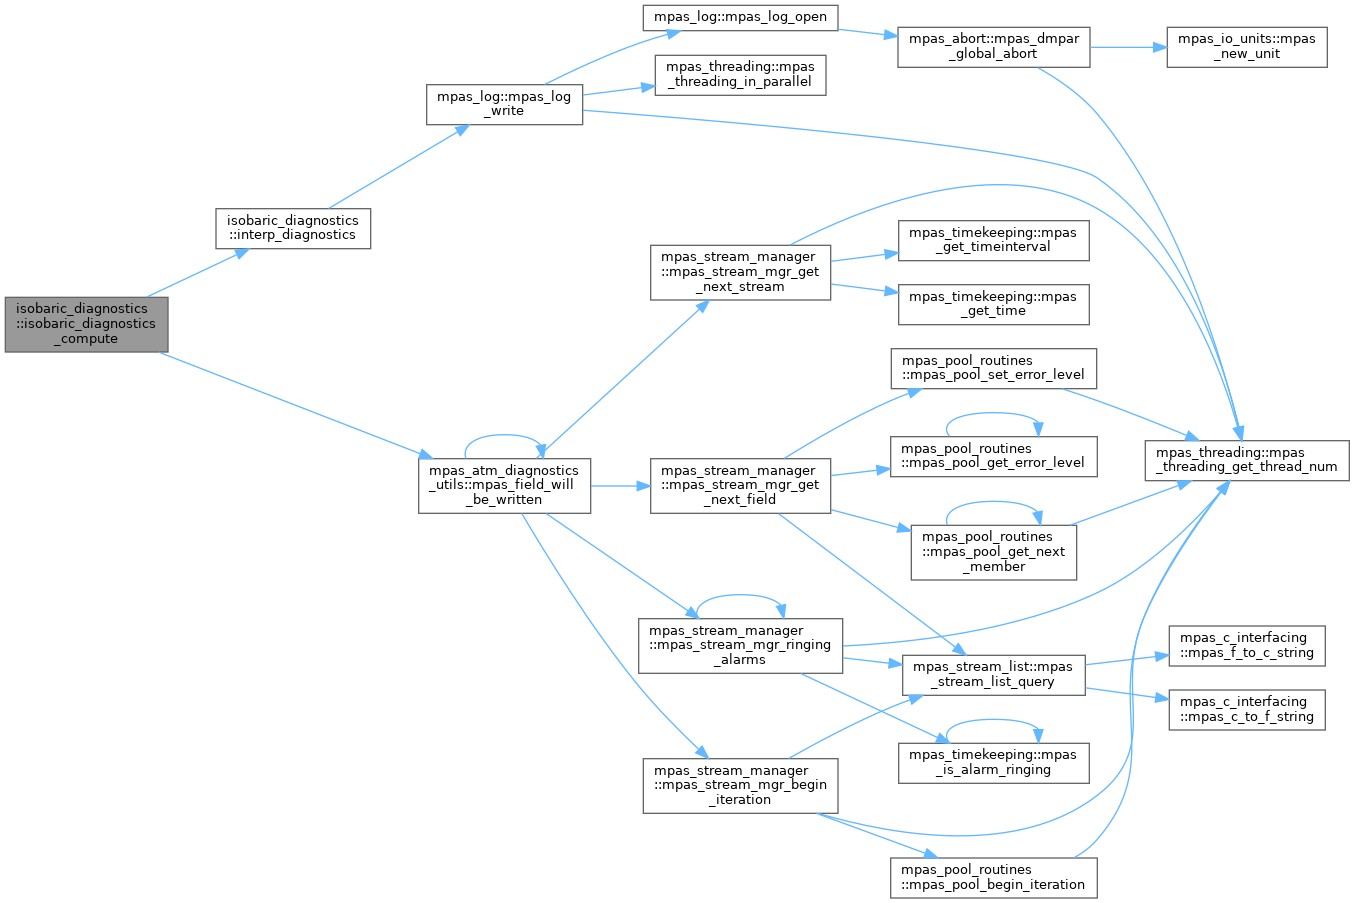 mpas_log::mpas_log_open
mpas_abort::mpas_dmpar
_global_abort
mpas_io_units::mpas
_new_unit
mpas_threading::mpas
_threading_in_parallel
mpas_log::mpas_log
_write
isobaric_diagnostics
::interp_diagnostics
mpas_timekeeping::mpas
_get_timeinterval
mpas_stream_manager
::mpas_stream_mgr_get
_next_stream
mpas_timekeeping::mpas
_get_time
isobaric_diagnostics
::isobaric_diagnostics
_compute
mpas_pool_routines
::mpas_pool_set_error_level
mpas_pool_routines
::mpas_pool_get_error_level
mpas_threading::mpas
_threading_get_thread_num
mpas_atm_diagnostics
_utils::mpas_field_will
_be_written
mpas_stream_manager
::mpas_stream_mgr_get
_next_field
mpas_pool_routines
::mpas_pool_get_next
_member
mpas_stream_manager
::mpas_stream_mgr_ringing
_alarms
mpas_stream_list::mpas
_stream_list_query
mpas_c_interfacing
::mpas_f_to_c_string
mpas_c_interfacing
::mpas_c_to_f_string
mpas_timekeeping::mpas
_is_alarm_ringing
mpas_stream_manager
::mpas_stream_mgr_begin
_iteration
mpas_pool_routines
::mpas_pool_begin_iteration